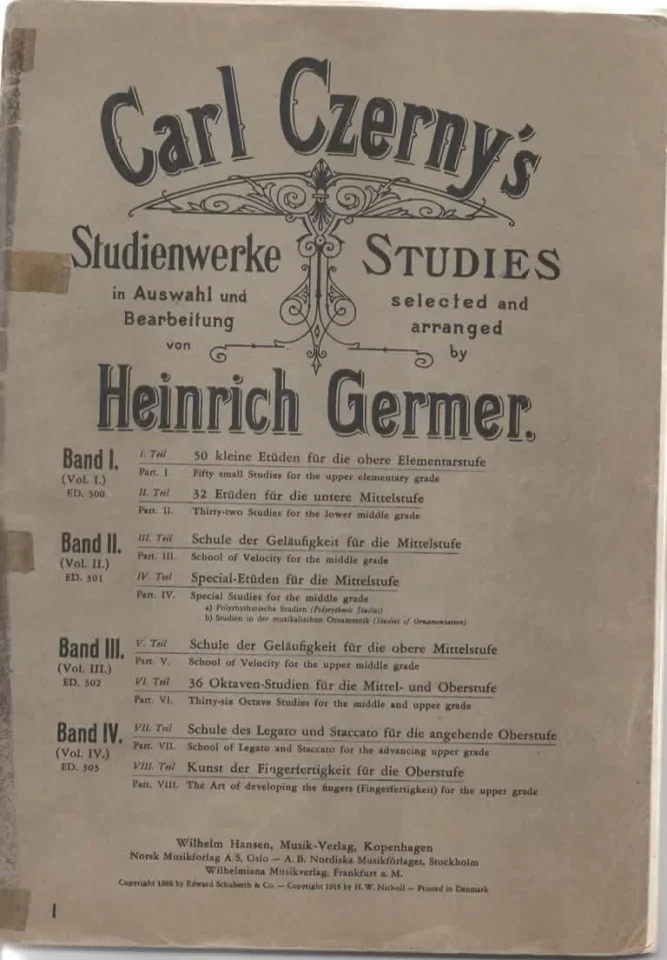 Carl Czerny's
Studienwerke
in Auswahl und
Bearbeitung
von
STUDIES
selected and
arranged
by
Heinrich Germer.
Band I.
(Vol. I.)
ED. 300
I. Teil 50 kleine Etüden für die obere Elementarstufe
Part. I. Fifty small Studies for the upper elementary grade
II. Teil 32 Etüden für die untere Mittelstufe
Part. II. Thirty-two Studies for the lower middle grade
Band II.
(Vol. II.)
ED. 301
III. Teil Schule der Geläufigkeit für die Mittelstufe
Part. III. School of Velocity for the middle grade
IV. Teil Special-Etüden für die Mittelstufe
Part. IV. Special Studies for the middle grade
a) Polyrhythmische Studien (Polyrythmic Studies)
b) Studien in der musikalischen Ornamentik (Studies of Ornamentation)
Band III.
(Vol. III.)
ED. 302
V. Teil Schule der Geläufigkeit für die obere Mittelstufe
Part. V. School of Velocity for the upper middle grade
VI. Teil 36 Oktaven-Studien für die Mittel- und Oberstufe
Part. VI. Thirty-six Octave Studies for the middle and upper grade
Band IV.
(Vol. IV.)
ED. 303
VII. Teil Schule des Legato und Staccato für die angehende Oberstufe
Part. VII. School of Legato and Staccato for the advancing upper grade
VIII. Teil Kunst der Fingerfertigkeit für die Oberstufe
Part. VIII. The Art of developing the fingers (Fingerfertigkeit) for the upper grade
Wilhelm Hansen, Musik-Verlag, Kopenhagen
Norsk Musikforlag A/S, Oslo — A. B. Nordiska Musikförlaget, Stockholm
Wilhelmiana Musikverlag, Frankfurt a. M.
Copyright 1888 by Edward Schuberth & Co. — Copyright 1916 by H. W. Nicholl — Printed in Denmark
I